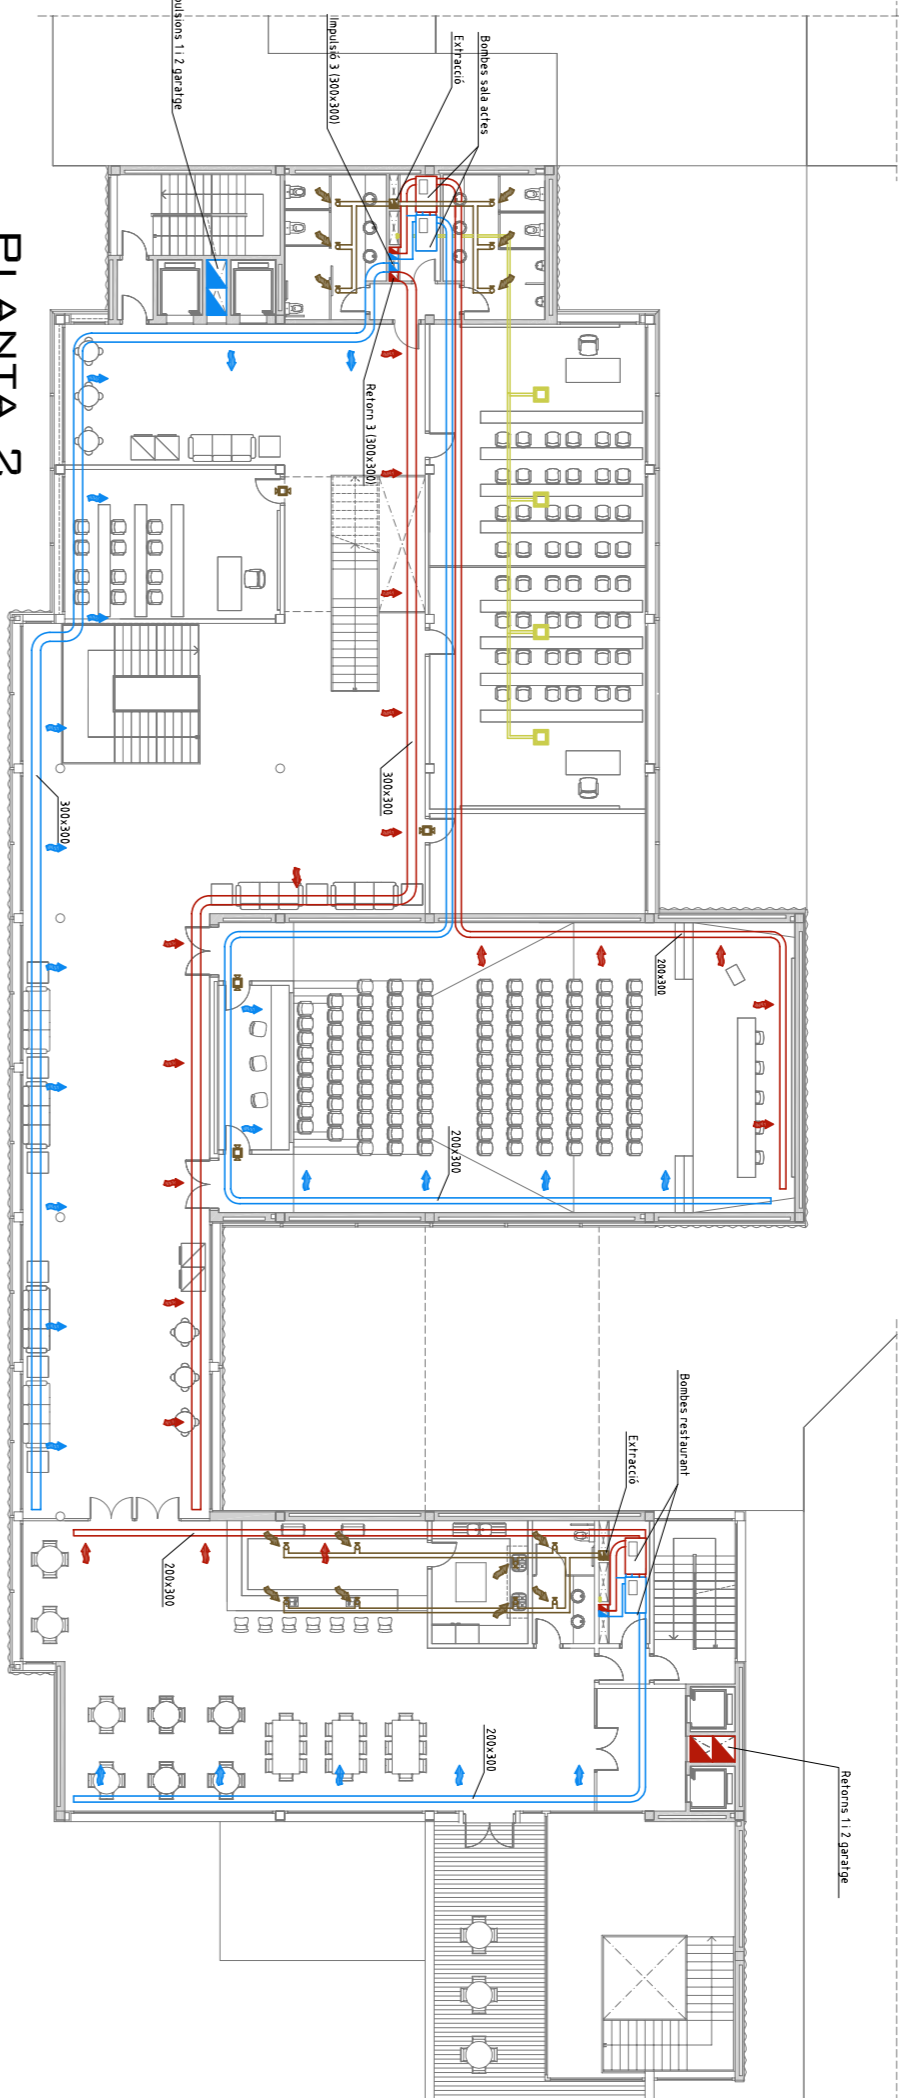 Impulsions 1 i 2 garatge
Impulsió 3 (300x300)
Extracció
Bombes sala actes
Retorn 3 (300x300)
300x300
300x300
200x300
200x300
Bombes restaurant
Extracció
200x300
200x300
Retorns 1 i 2 garatge
PLANTA 2